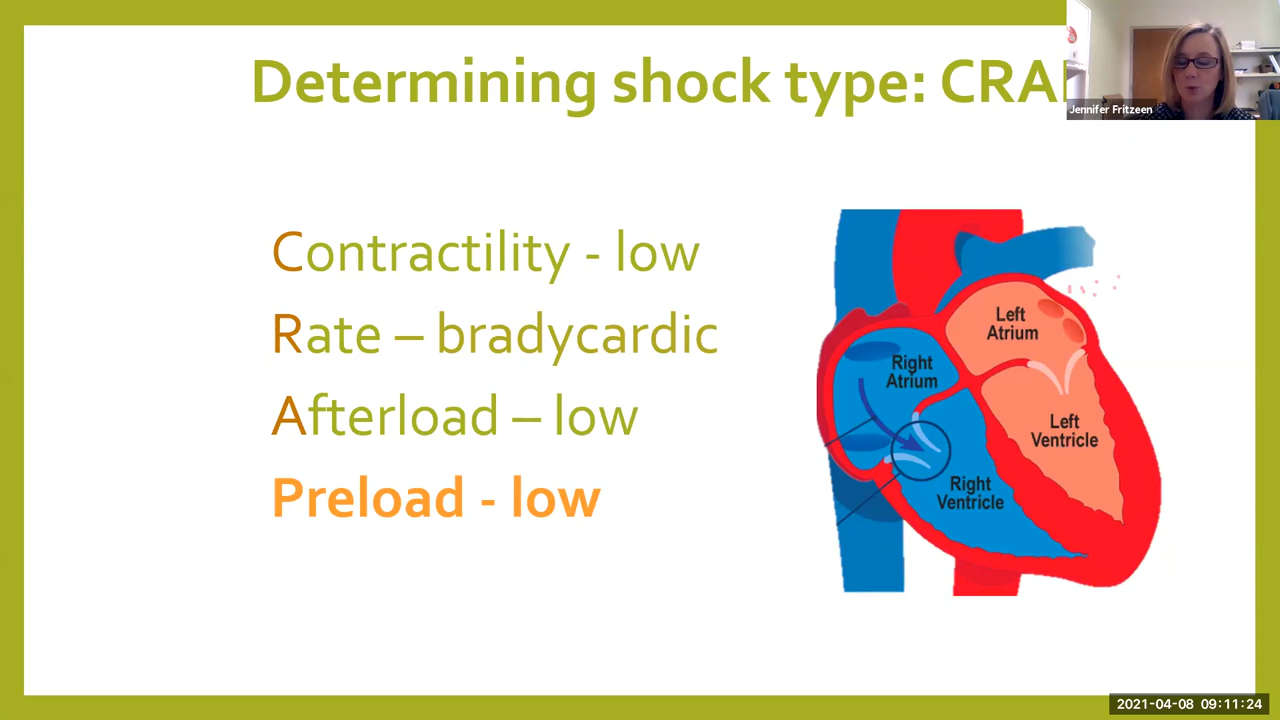 Determining shock type: CRA
Jennifer Fritzeen
Contractility - low
Rate – bradycardic
Afterload – low
Preload - low
Left
Atrium
Right
Atrium
Left
Ventricle
Right
Ventricle
2021-04-08 09:11:24